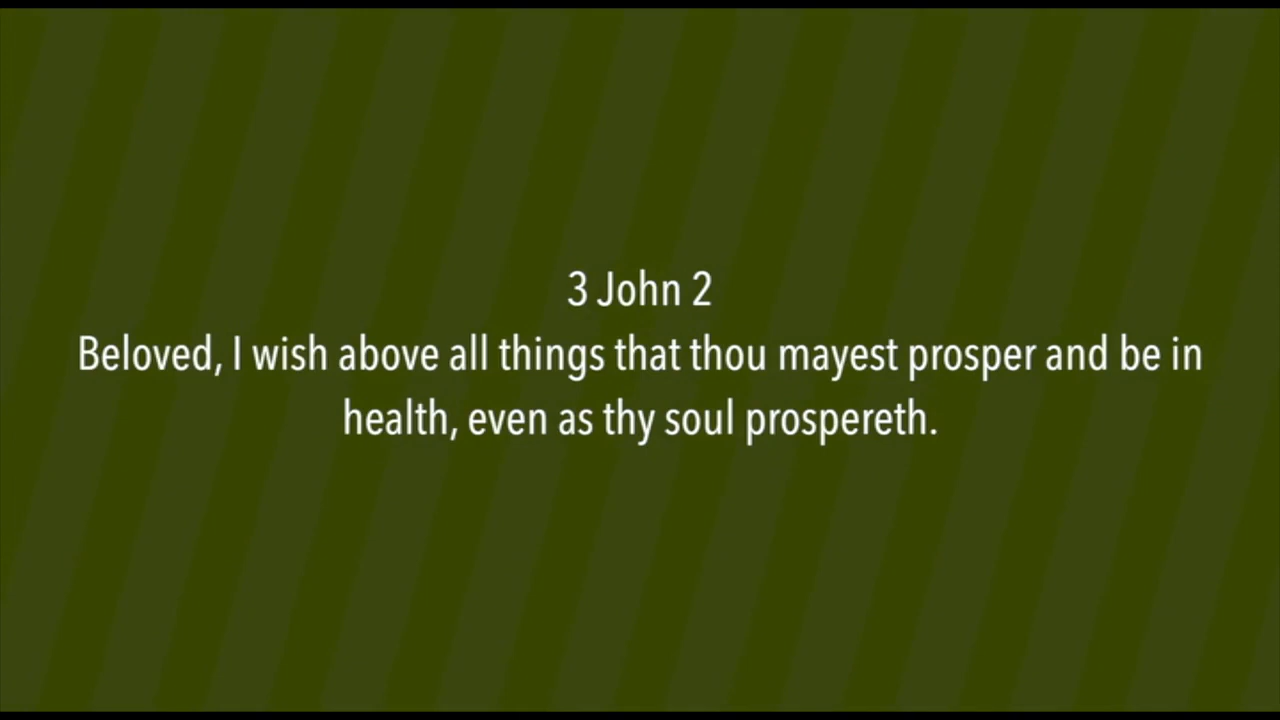 3 John 2
Beloved, I wish above all things that thou mayest prosper and be in
health, even as thy soul prospereth.